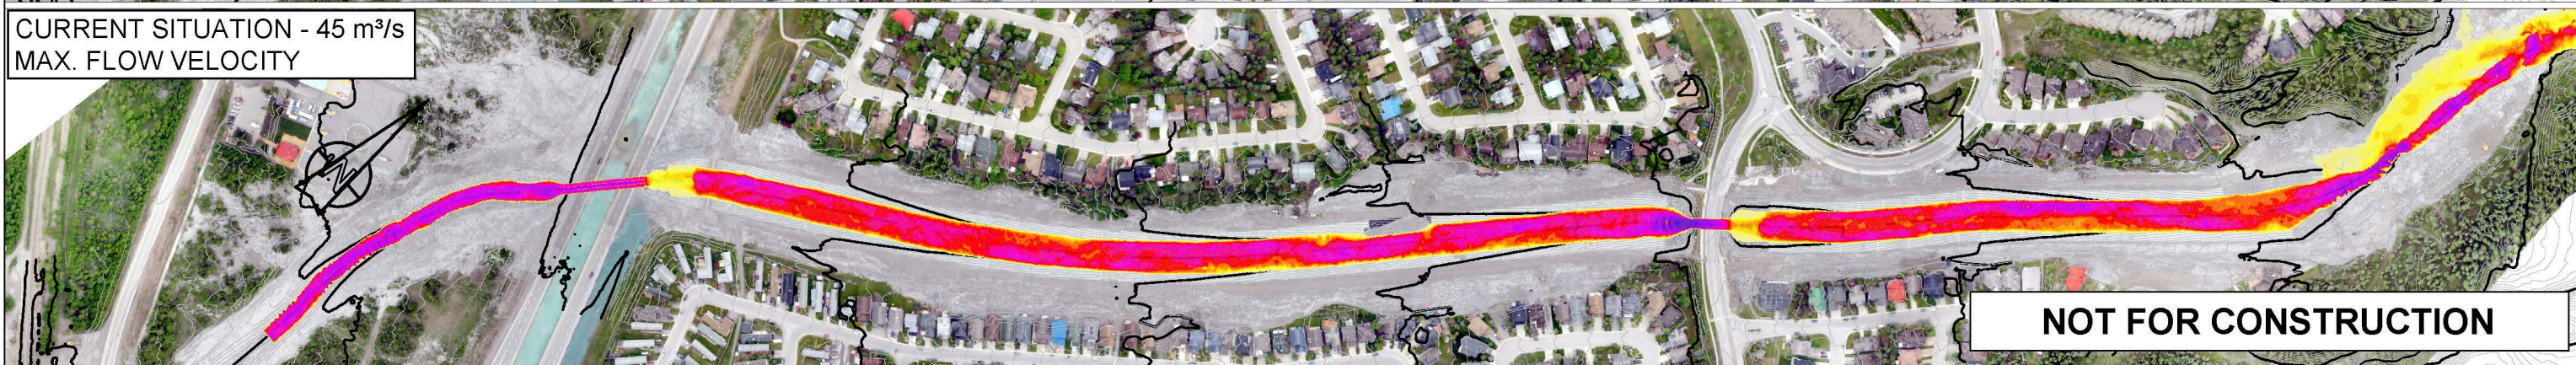 CURRENT SITUATION - 45 m³/s
MAX. FLOW VELOCITY
N
NOT FOR CONSTRUCTION